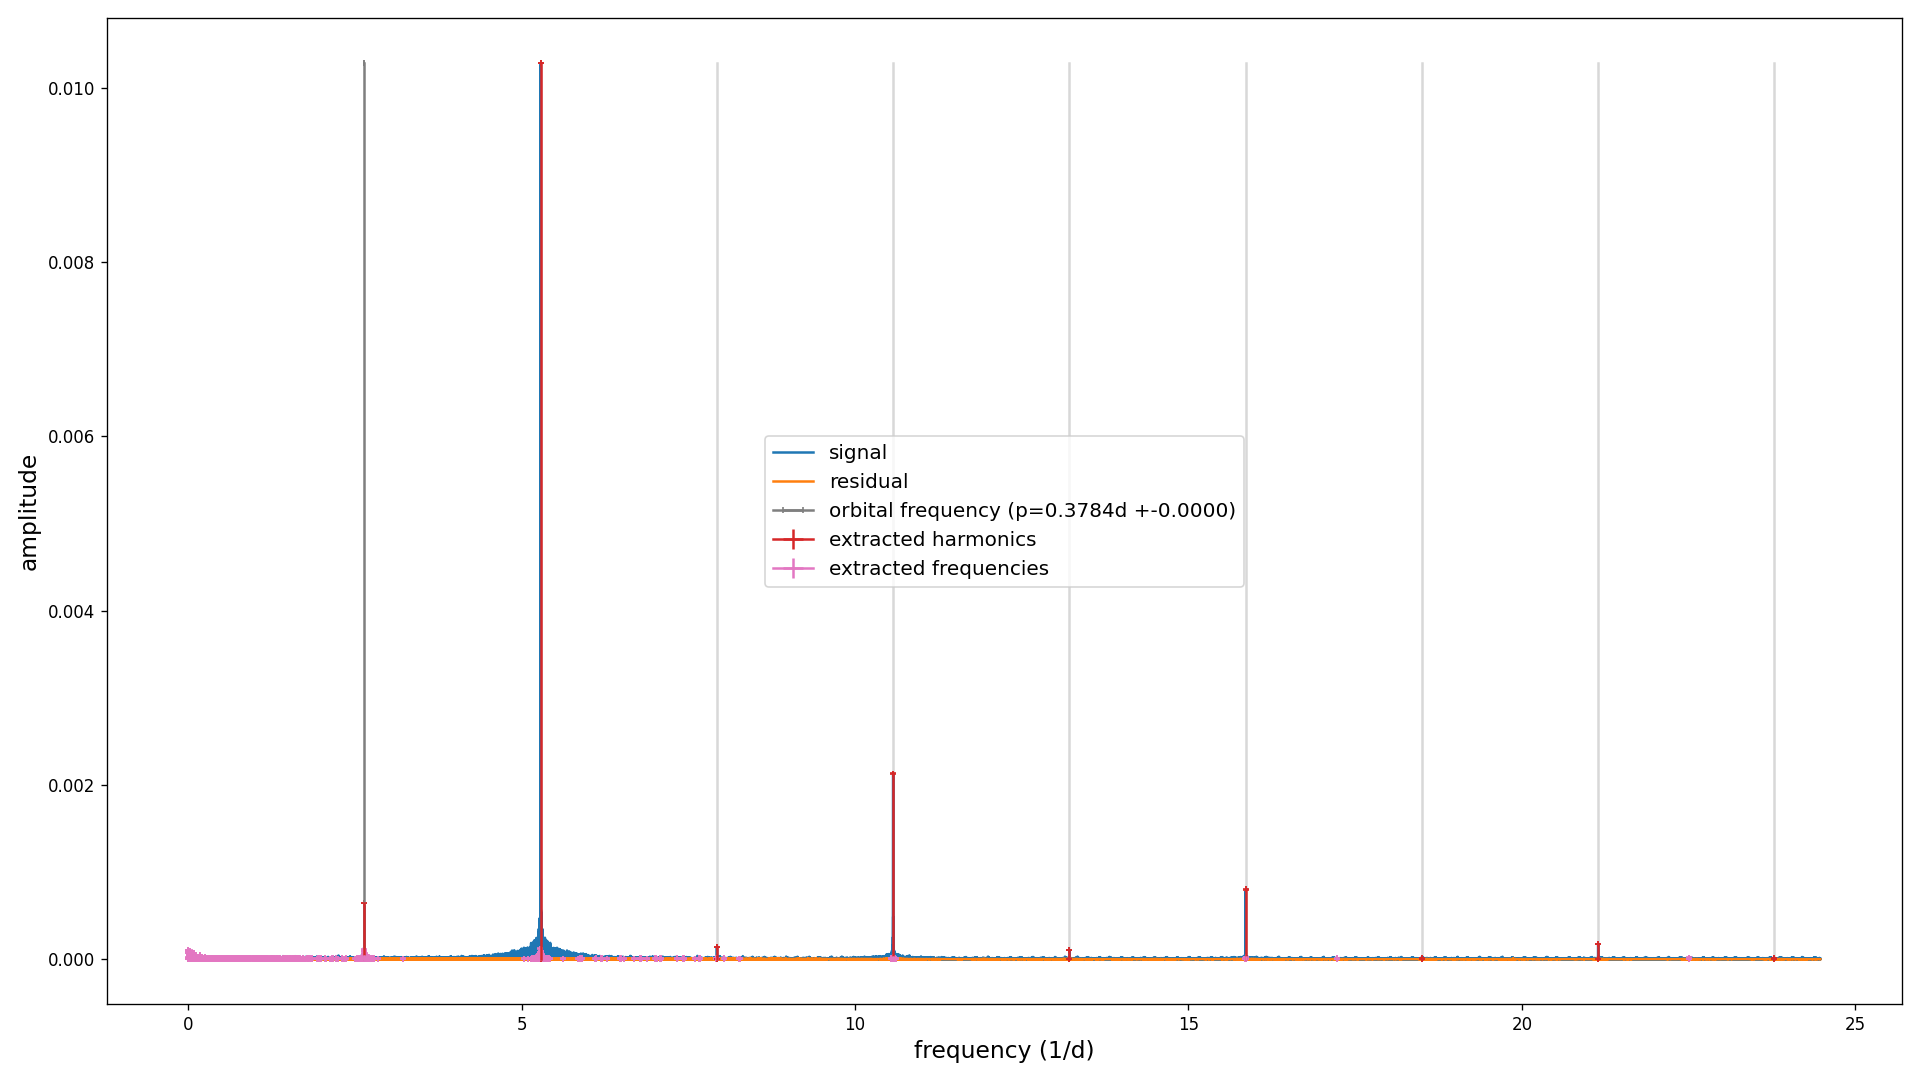 0.010
0.008
0.006
0.004
0.002
0.000
amplitude
signal
residual
orbital frequency (p=0.3784d +-0.0000)
extracted harmonics
extracted frequencies
0 5 10 15 20 25
frequency (1/d)